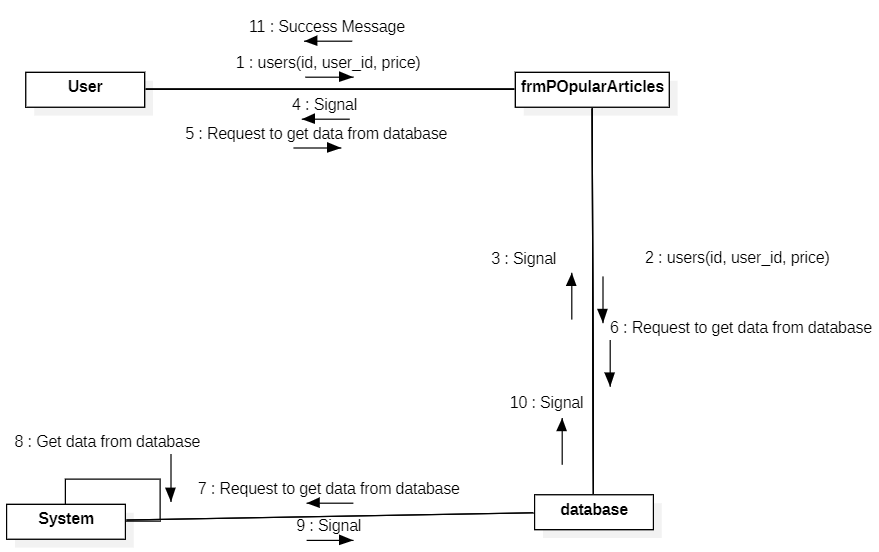 11 : Success Message
1 : users(id, user_id, price)
User
frmPOpularArticles
4 : Signal
5 : Request to get data from database
3 : Signal
2 : users(id, user_id, price)
6 : Request to get data from database
10 : Signal
8 : Get data from database
7 : Request to get data from database
System
database
9 : Signal